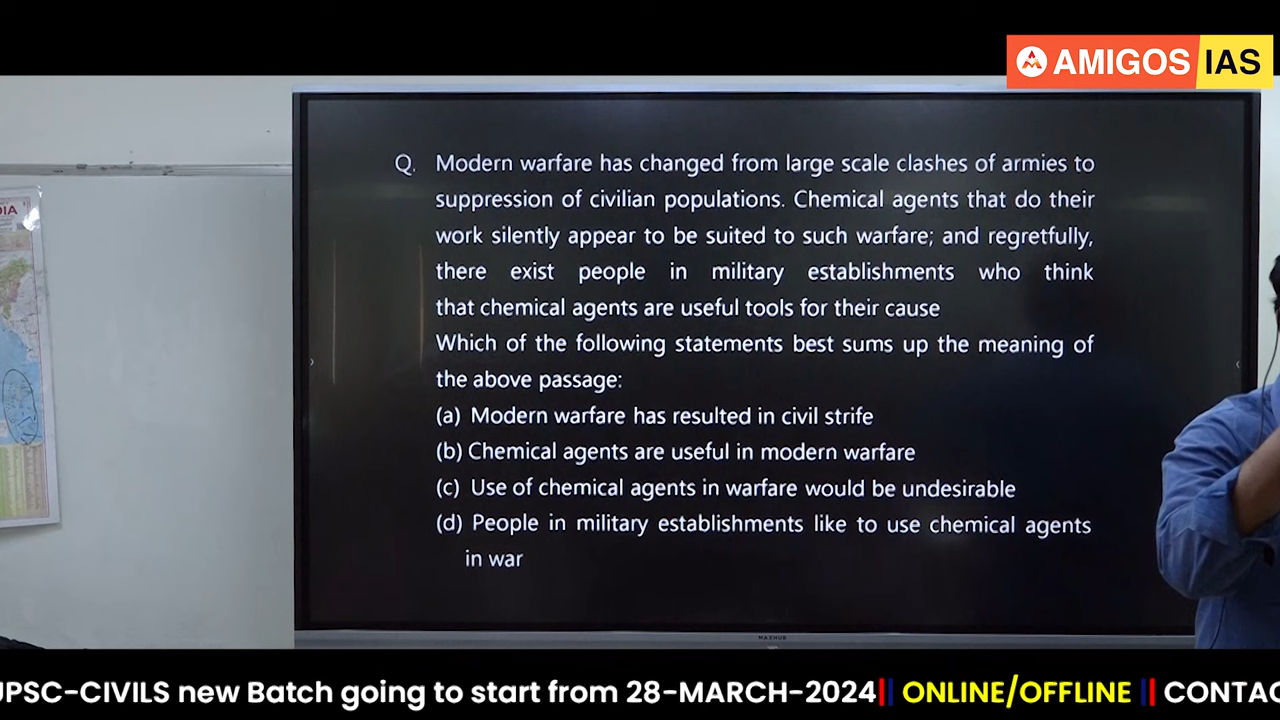 AMIGOS IAS
DIA
Q. Modern warfare has changed from large scale clashes of armies to
suppression of civilian populations. Chemical agents that do their
work silently appear to be suited to such warfare; and regretfully,
there exist people in military establishments who think
that chemical agents are useful tools for their cause
Which of the following statements best sums up the meaning of
the above passage:
(a) Modern warfare has resulted in civil strife
(b) Chemical agents are useful in modern warfare
(c) Use of chemical agents in warfare would be undesirable
(d) People in military establishments like to use chemical agents
in war
MAXHUB
UPSC-CIVILS new Batch going to start from 28-MARCH-2024|| ONLINE/OFFLINE || CONTAC